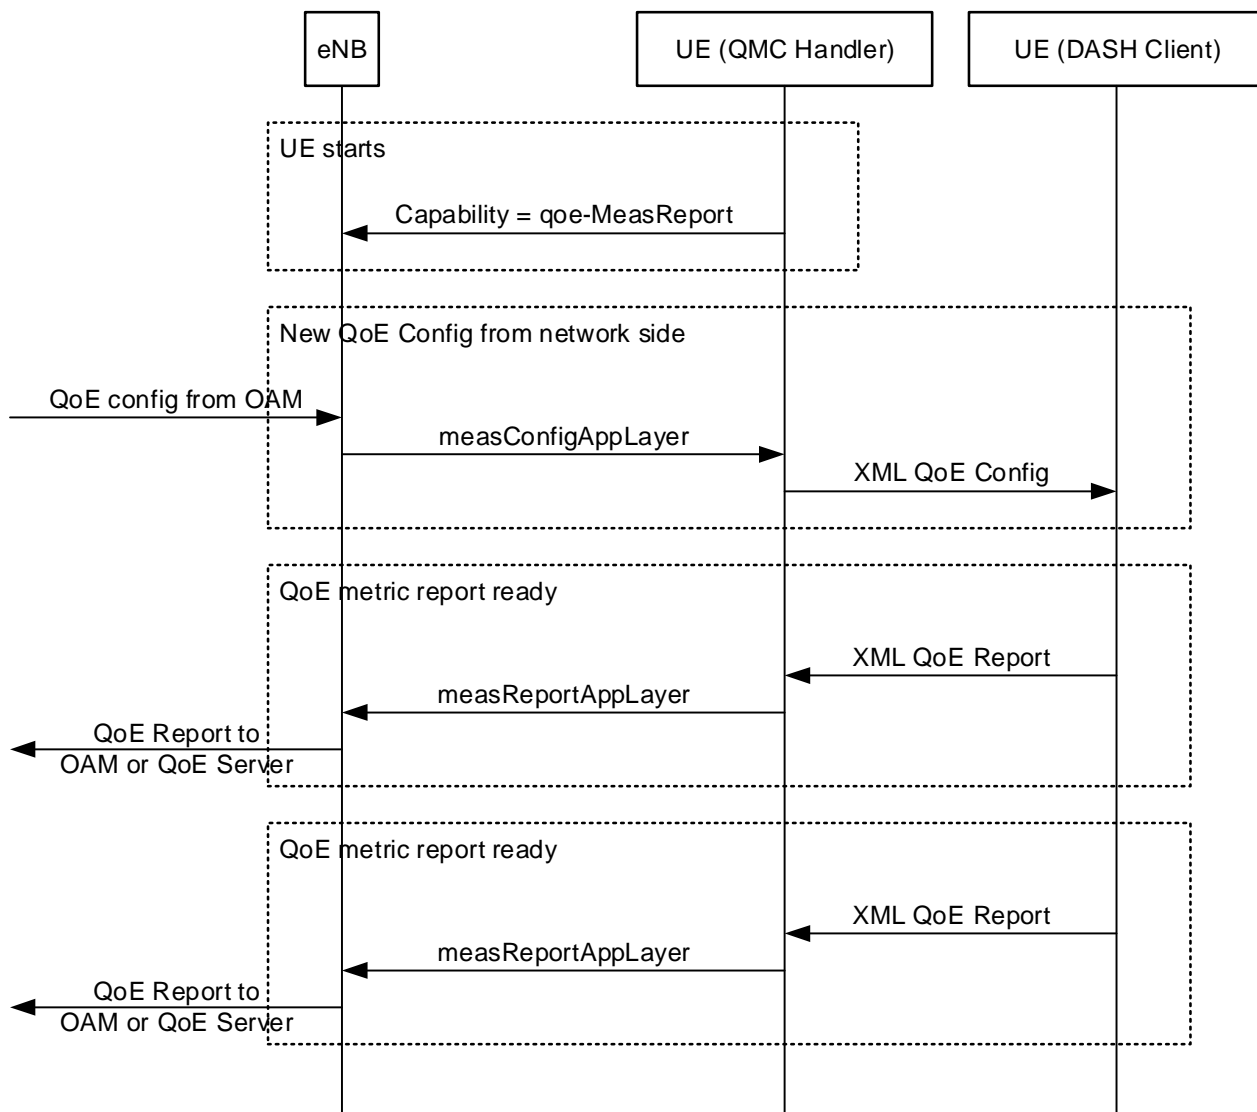 eNB
UE (QMC Handler)
UE (DASH Client)
UE starts
Capability = qoe-MeasReport
New QoE Config from network side
QoE config from OAM
measConfigAppLayer
XML QoE Config
QoE metric report ready
XML QoE Report
measReportAppLayer
QoE Report to
OAM or QoE Server
QoE metric report ready
XML QoE Report
measReportAppLayer
QoE Report to
OAM or QoE Server